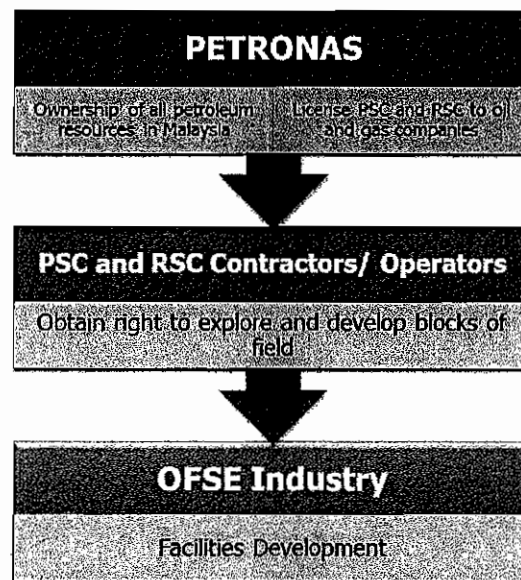 PETRONAS
Ownership of all petroleum
resources in Malaysia
License PSC and RSC to oil
and gas companies
PSC and RSC Contractors/ Operators
Obtain right to explore and develop blocks of
field
OFSE Industry
Facilities Development